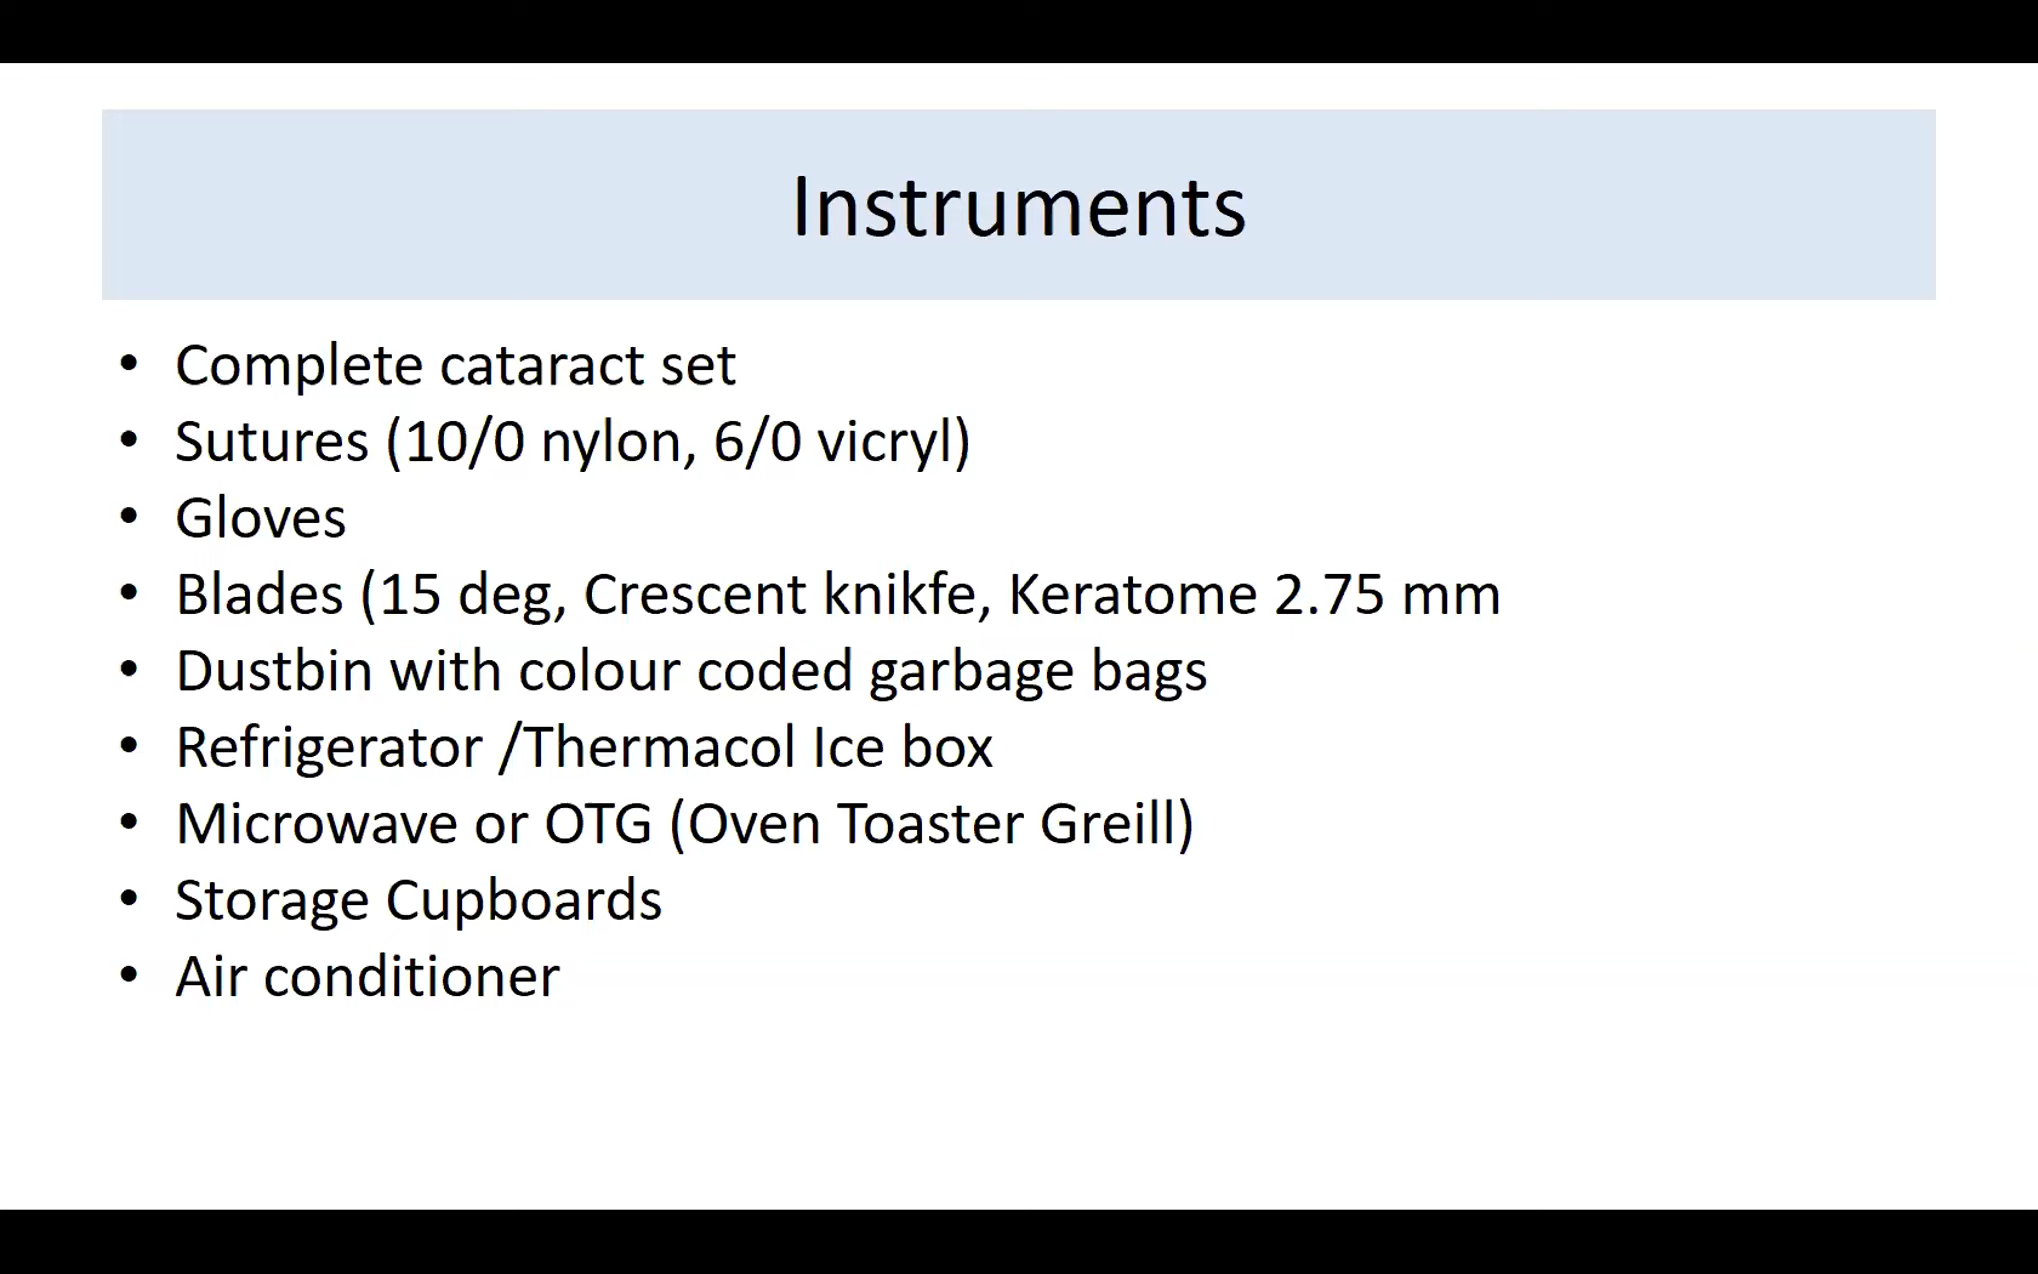 Instruments
• Complete cataract set
• Sutures (10/0 nylon, 6/0 vicryl)
• Gloves
• Blades (15 deg, Crescent knikfe, Keratome 2.75 mm
• Dustbin with colour coded garbage bags
• Refrigerator /Thermacol Ice box
• Microwave or OTG (Oven Toaster Greill)
• Storage Cupboards
• Air conditioner